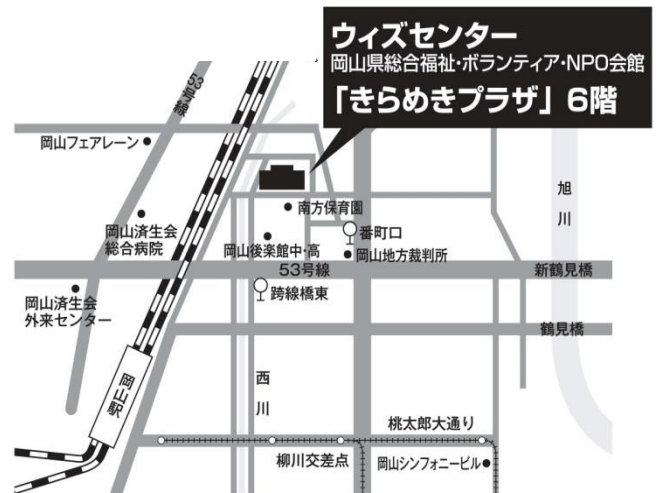 ウィズセンター
岡山県総合福祉・ボランティア・NPO会館
「きらめきプラザ」6階
53号線
岡山フェアレーン
旭川
南方保育園
番町口
岡山済生会
総合病院
岡山後楽館中・高
岡山地方裁判所
53号線
新鶴見橋
岡山済生会
外来センター
跨線橋東
鶴見橋
岡山駅
西川
桃太郎大通り
柳川交差点
岡山シンフォニービル